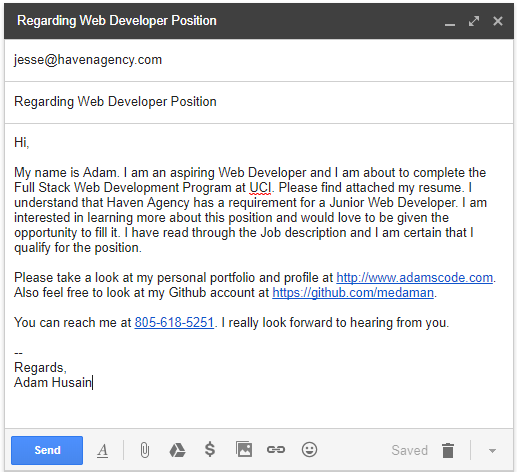 Regarding Web Developer Position
jesse@havenagency.com
Regarding Web Developer Position
Hi,
My name is Adam. I am an aspiring Web Developer and I am about to complete the
Full Stack Web Development Program at UCI. Please find attached my resume. I
understand that Haven Agency has a requirement for a Junior Web Developer. I am
interested in learning more about this position and would love to be given the
opportunity to fill it. I have read through the Job description and I am certain that I
qualify for the position.
Please take a look at my personal portfolio and profile at http://www.adamscode.com.
Also feel free to look at my Github account at https://github.com/medaman.
You can reach me at 805-618-5251. I really look forward to hearing from you.
--
Regards,
Adam Husain
Send A $ Saved